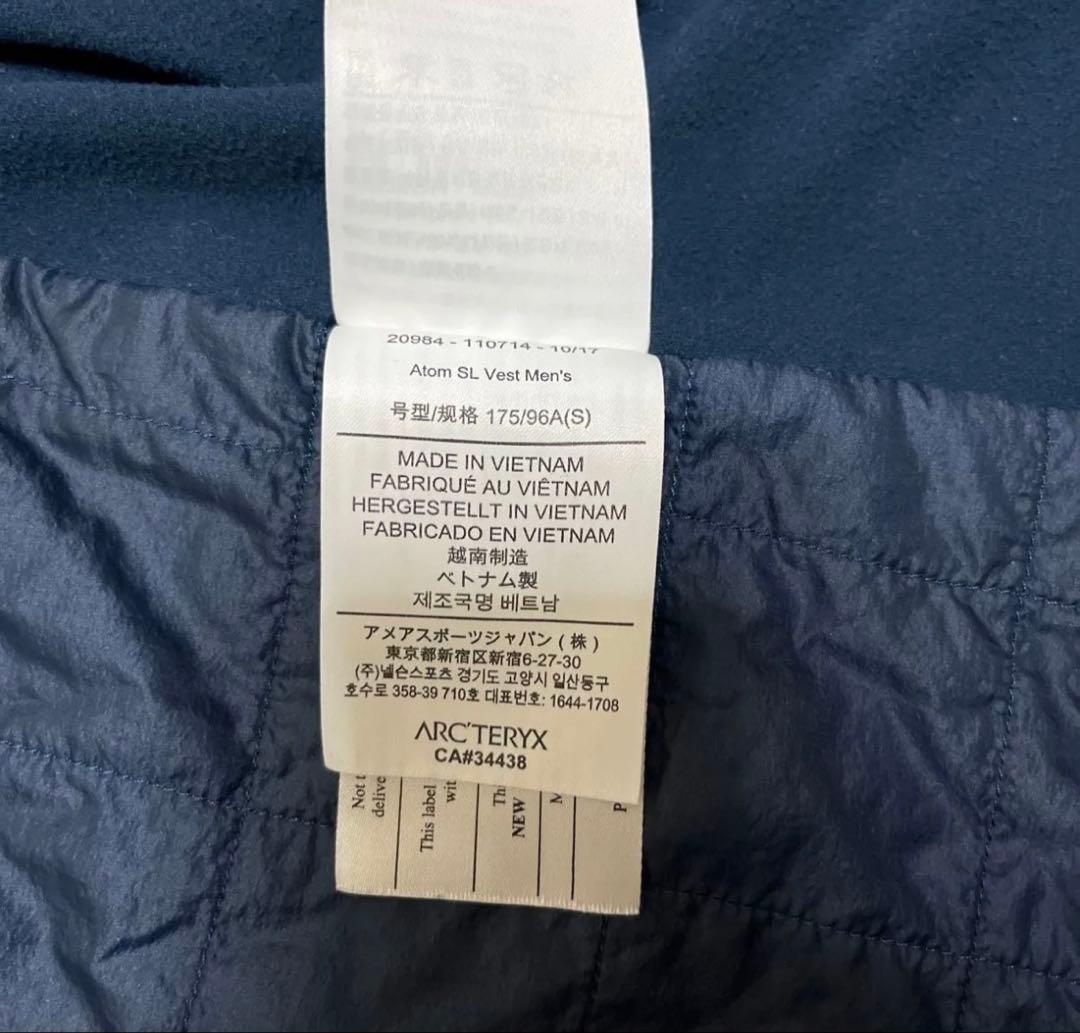 20984 - 110714 - 10/17
Atom SL Vest Men's
号型/规格 175/96A(S)
MADE IN VIETNAM
FABRIQUÉ AU VIÊTNAM
HERGESTELLT IN VIETNAM
FABRICADO EN VIETNAM
越南制造
ベトナム製
제조국명 베트남
アメアスポーツジャパン(株)
東京都新宿区新宿6-27-30
(주)넬슨스포츠 경기도 고양시 일산동구
호수로 358-39 710호 대표번호: 1644-1708
ARC'TERYX
CA#34438
Not
This label
NEW